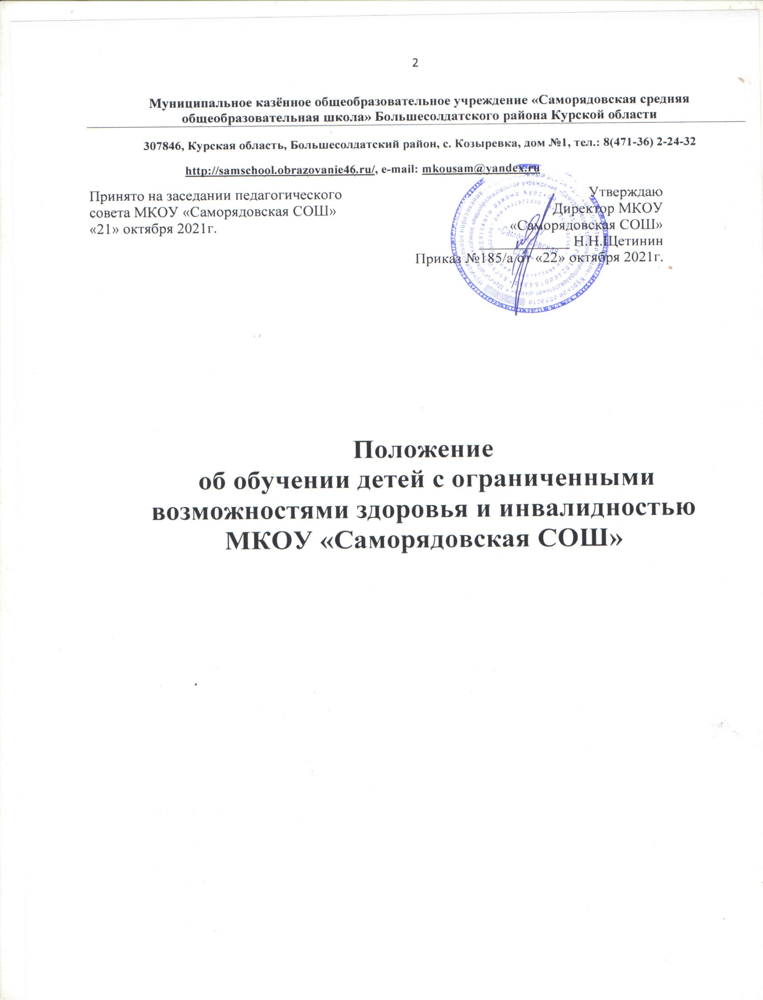 2
Муниципальное казённое общеобразовательное учреждение «Саморядовская средняя
общеобразовательная школа» Большесолдатского района Курской области
307846, Курская область, Большесолдатский район, с. Козыревка, дом №1, тел.: 8(471-36) 2-24-32
http://samschool.obrazovanie46.ru/, e-mail: mkousam@yandex.ru
Принято на заседании педагогического
совета МКОУ «Саморядовская СОШ»
«21» октября 2021г.
Утверждаю
Директор МКОУ
«Саморядовская СОШ»
Н.Н.Щетинин
Приказ №185/а от «22» октября 2021г.
«Саморядовская
СОШ»
Положение
об обучении детей с ограниченными
возможностями здоровья и инвалидностью
МКОУ «Саморядовская СОШ»